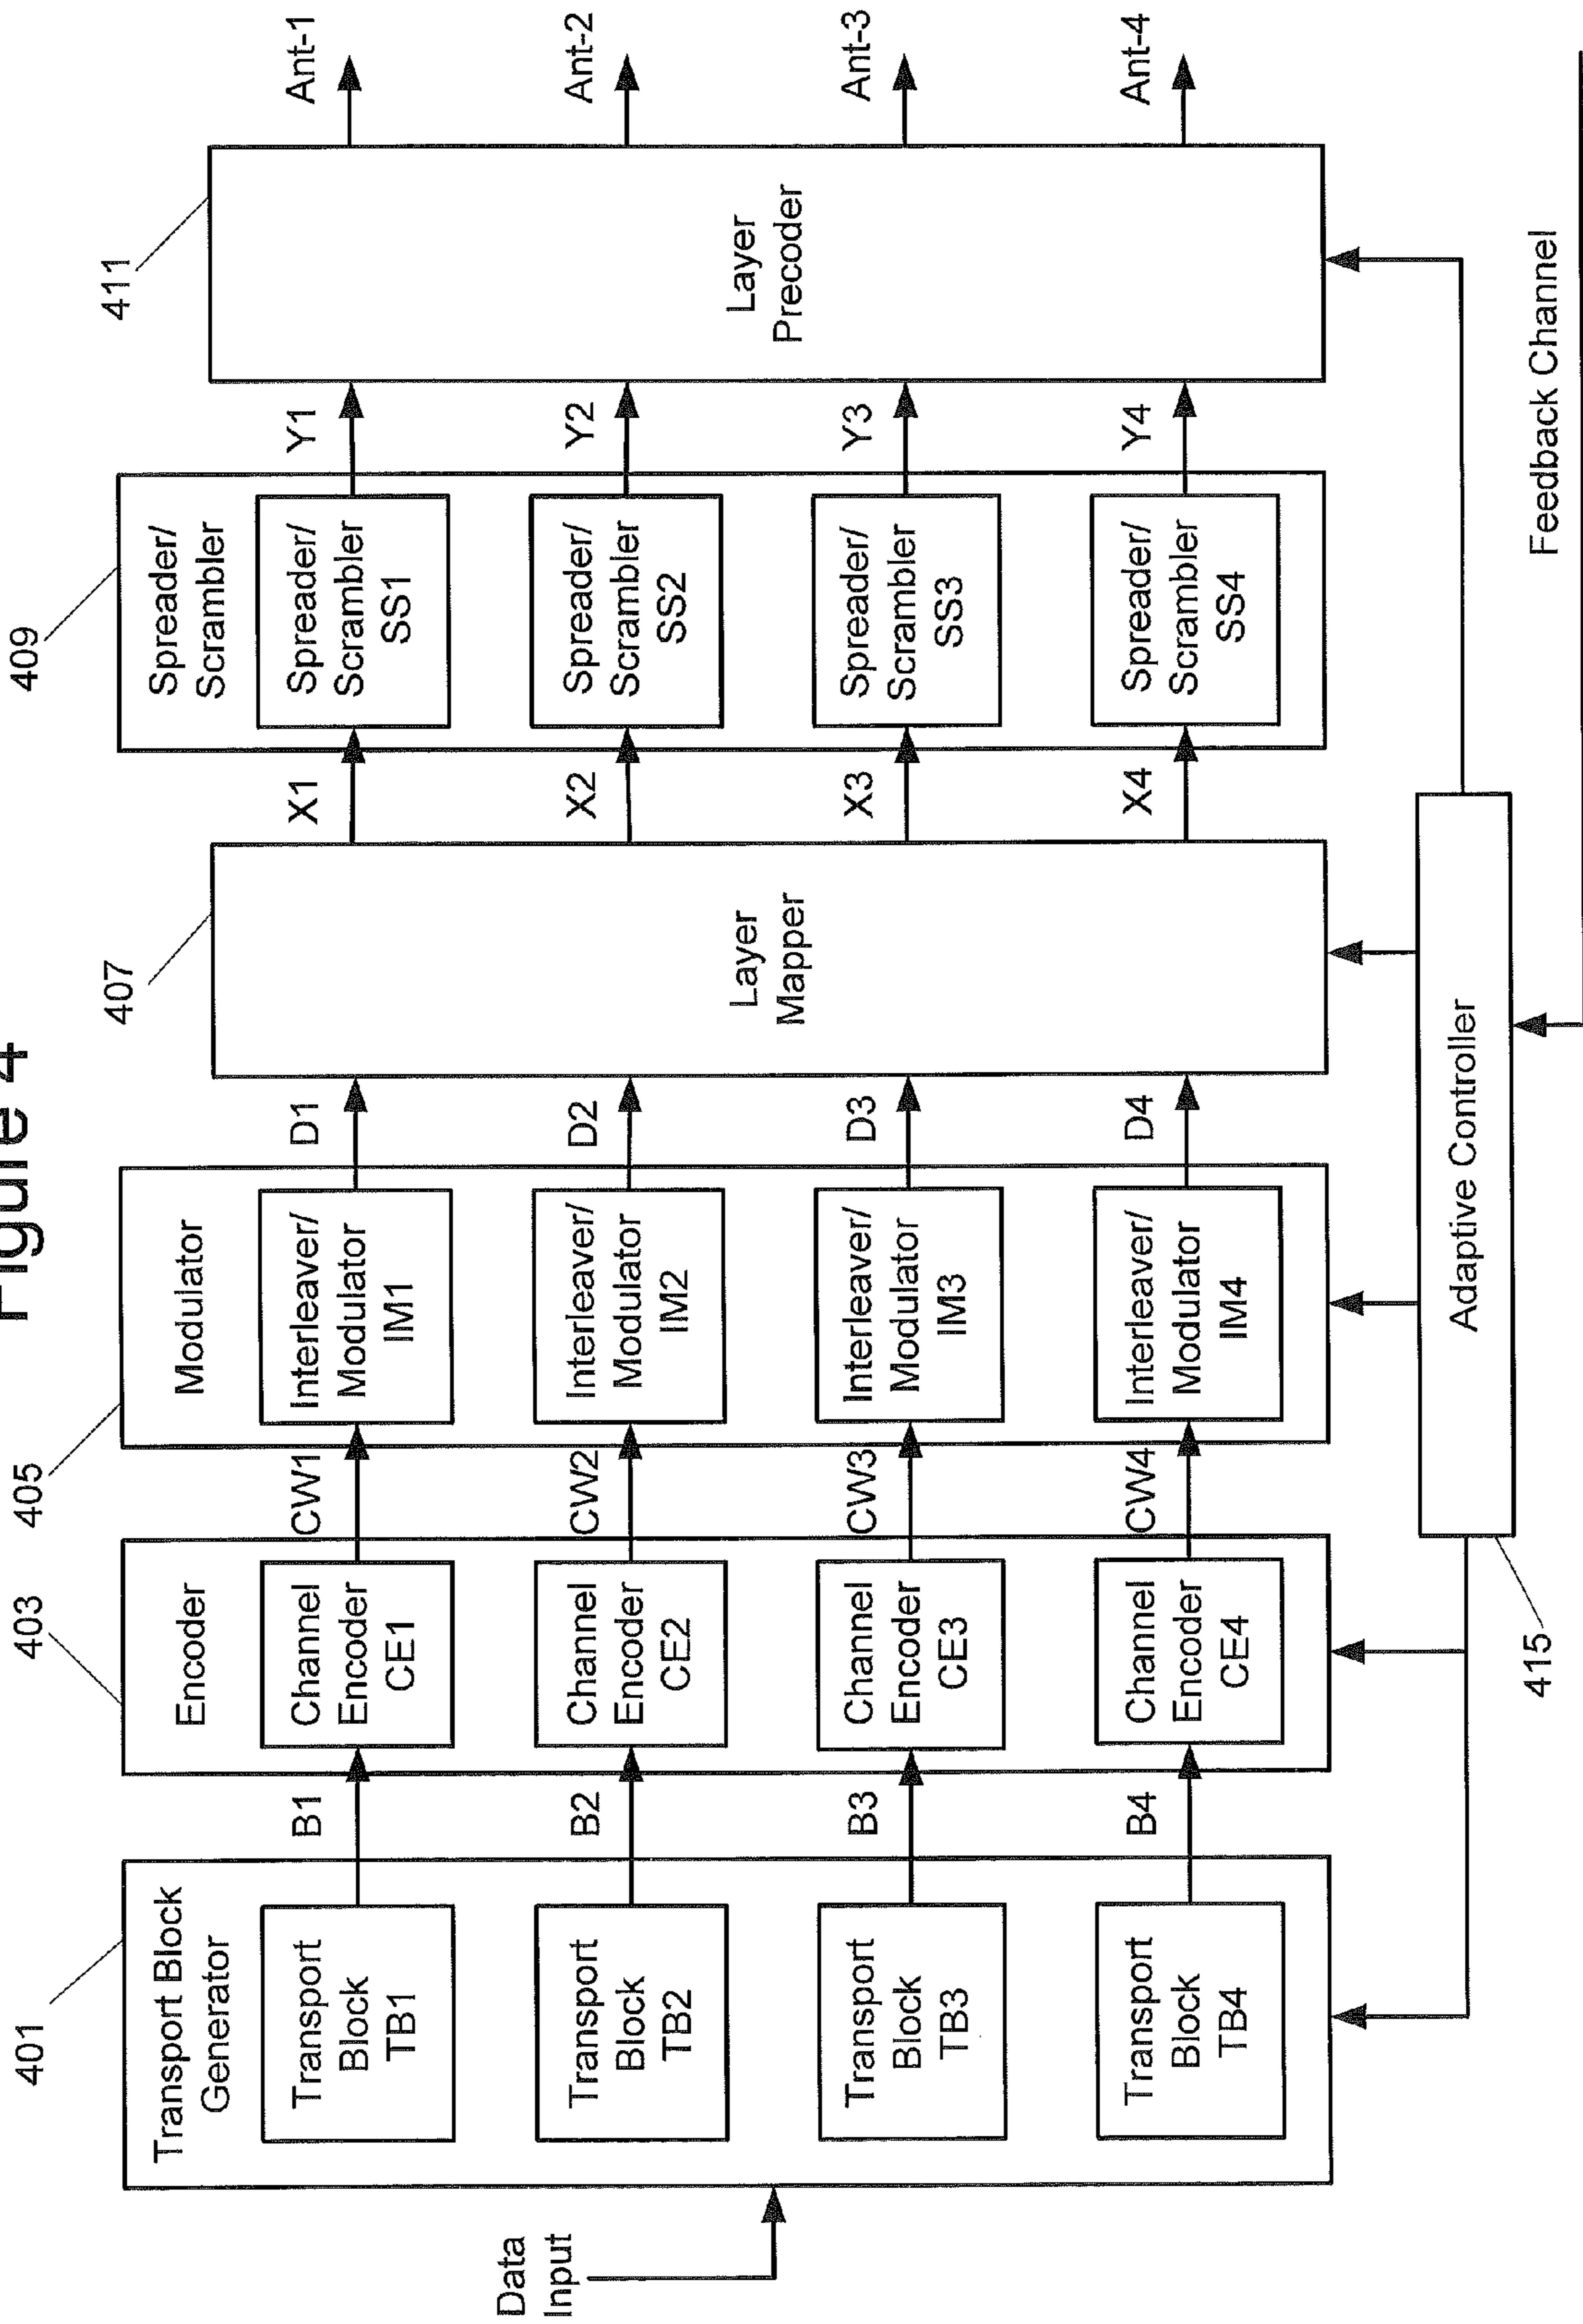 Figure 4
401
403
405
407
409
411
Data
Input
Transport Block
Generator
Transport
Block
TB1
Transport
Block
TB2
Transport
Block
TB3
Transport
Block
TB4
B1
B2
B3
B4
Encoder
Channel
Encoder
CE1
Channel
Encoder
CE2
Channel
Encoder
CE3
Channel
Encoder
CE4
CW1
CW2
CW3
CW4
Modulator
Interleaver/
Modulator
IM1
Interleaver/
Modulator
IM2
Interleaver/
Modulator
IM3
Interleaver/
Modulator
IM4
D1
D2
D3
D4
Layer
Mapper
X1
X2
X3
X4
Spreader/
Scrambler
Spreader/
Scrambler
SS1
Spreader/
Scrambler
SS2
Spreader/
Scrambler
SS3
Spreader/
Scrambler
SS4
Y1
Y2
Y3
Y4
Layer
Precoder
Ant-1
Ant-2
Ant-3
Ant-4
415
Adaptive Controller
Feedback Channel